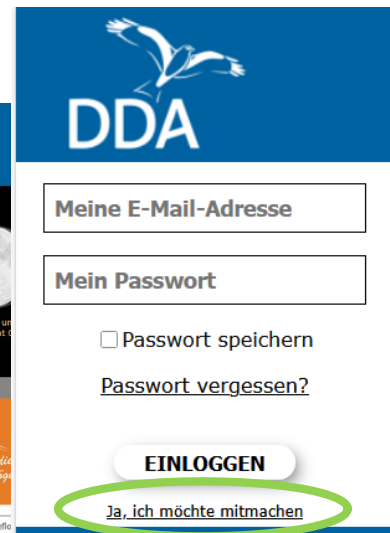 DDA
Meine E-Mail-Adresse
Mein Passwort
Passwort speichern
Passwort vergessen?
EINLOGGEN
Ja, ich möchte mitmachen